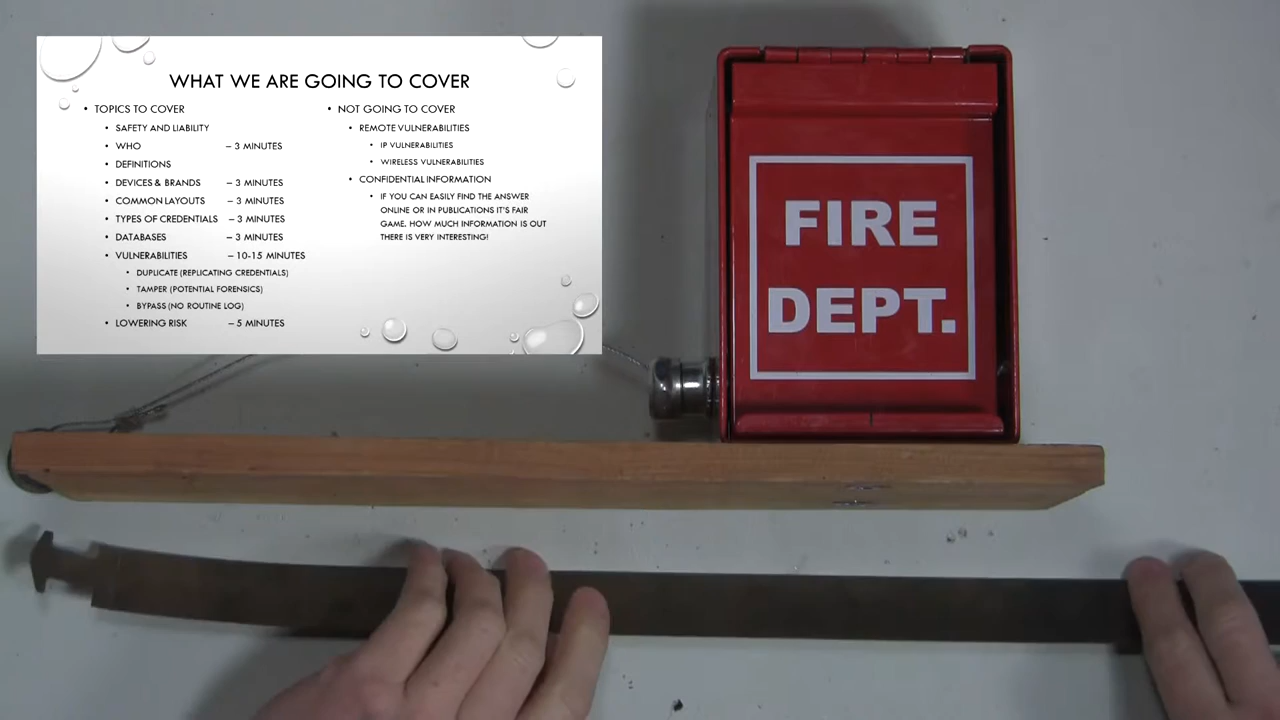 WHAT WE ARE GOING TO COVER
• TOPICS TO COVER
• SAFETY AND LIABILITY
• WHO – 3 MINUTES
• DEFINITIONS
• DEVICES & BRANDS – 3 MINUTES
• COMMON LAYOUTS – 3 MINUTES
• TYPES OF CREDENTIALS – 3 MINUTES
• DATABASES – 3 MINUTES
• VULNERABILITIES – 10-15 MINUTES
• DUPLICATE (REPLICATING CREDENTIALS)
• TAMPER (POTENTIAL FORENSICS)
• BYPASS (NO ROUTINE LOG)
• LOWERING RISK – 5 MINUTES
• NOT GOING TO COVER
• REMOTE VULNERABILITIES
• IP VULNERABILITIES
• WIRELESS VULNERABILITIES
• CONFIDENTIAL INFORMATION
• IF YOU CAN EASILY FIND THE ANSWER
ONLINE OR IN PUBLICATIONS IT'S FAIR
GAME. HOW MUCH INFORMATION IS OUT
THERE IS VERY INTERESTING!
FIRE
DEPT.